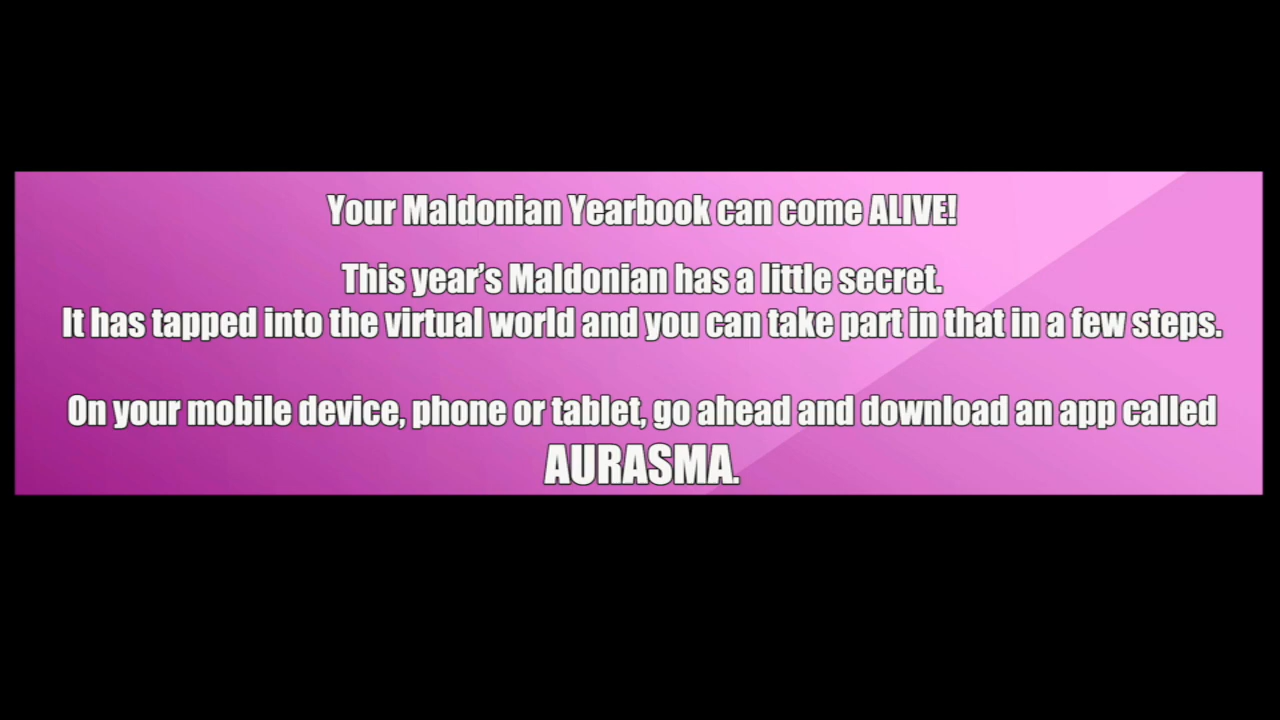 Your Maldonian Yearbook can come ALIVE!
This year’s Maldonian has a little secret.
It has tapped into the virtual world and you can take part in that in a few steps.
On your mobile device, phone or tablet, go ahead and download an app called
AURASMA.